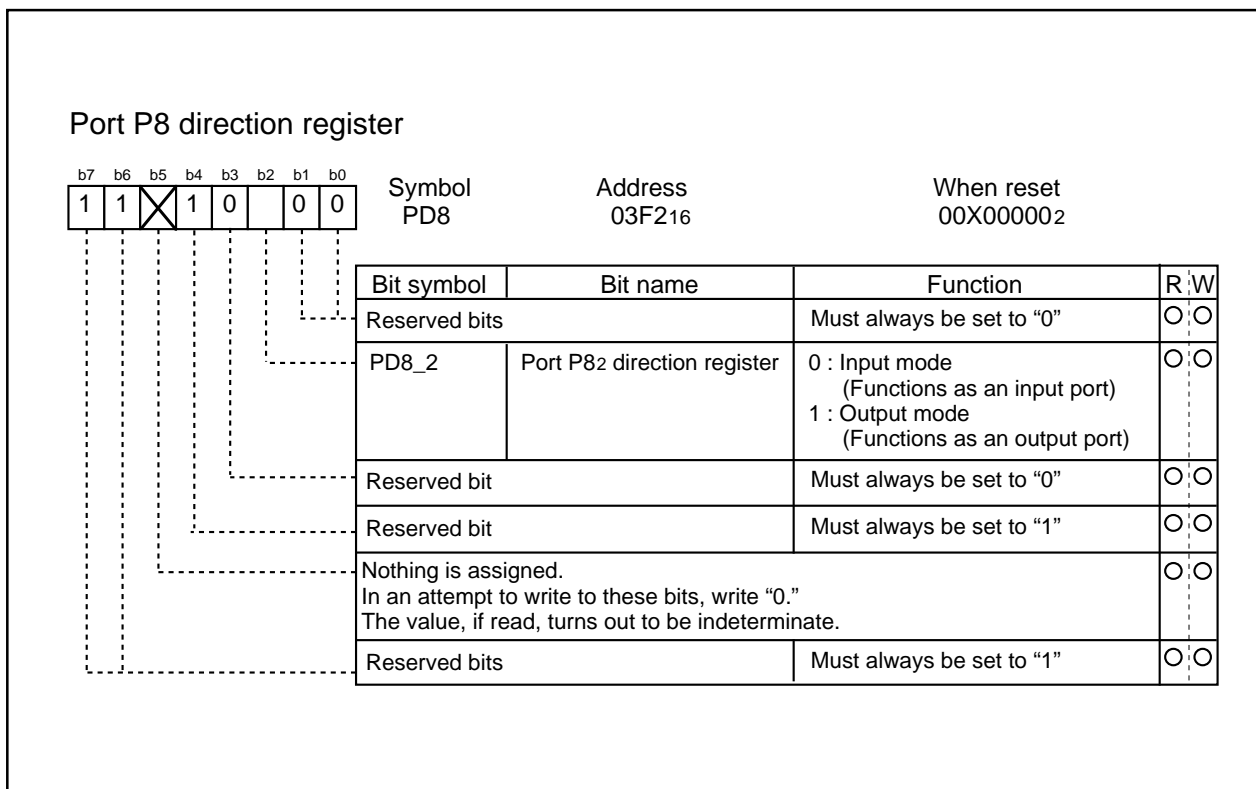 Port P8 direction register
b7 b6 b5 b4 b3 b2 b1 b0
1 1 1 0 0 0
Symbol Address When reset
PD8 03F216 00X000002
Bit symbol Bit name Function R W
Reserved bits Must always be set to “0”
PD8_2 Port P82 direction register 0 : Input mode
(Functions as an input port)
1 : Output mode
(Functions as an output port)
Reserved bit Must always be set to “0”
Reserved bit Must always be set to “1”
Nothing is assigned.
In an attempt to write to these bits, write “0.”
The value, if read, turns out to be indeterminate.
Reserved bits Must always be set to “1”